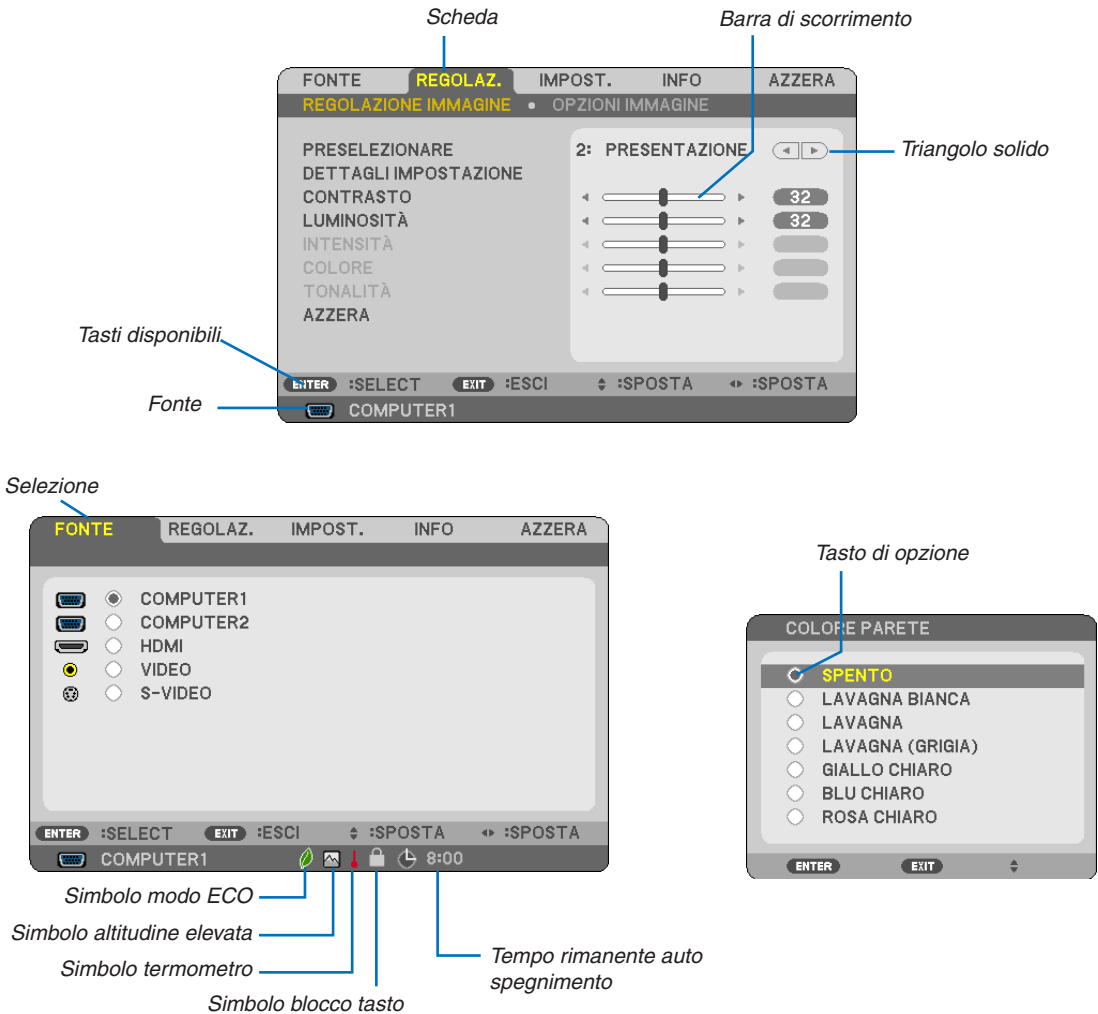 Scheda
Barra di scorrimento
FONTE REGOLAZ. IMPOST. INFO AZZERA
REGOLAZIONE IMMAGINE • OPZIONI IMMAGINE
PRESELEZIONARE 2: PRESENTAZIONE
Triangolo solido
DETTAGLI IMPOSTAZIONE
CONTRASTO 32
LUMINOSITÀ 32
INTENSITÀ
COLORE
TONALITÀ
AZZERA
Tasti disponibili
ENTER :SELECT EXIT :ESCI :SPOSTA :SPOSTA
Fonte
COMPUTER1
Selezione
FONTE REGOLAZ. IMPOST. INFO AZZERA
COMPUTER1
COMPUTER2
HDMI
VIDEO
S-VIDEO
ENTER :SELECT EXIT :ESCI :SPOSTA :SPOSTA
COMPUTER1 8:00
Simbolo modo ECO
Simbolo altitudine elevata
Simbolo termometro
Simbolo blocco tasto
Tempo rimanente auto
spegnimento
Tasto di opzione
COLORE PARETE
SPENTO
LAVAGNA BIANCA
LAVAGNA
LAVAGNA (GRIGIA)
GIALLO CHIARO
BLU CHIARO
ROSA CHIARO
ENTER EXIT